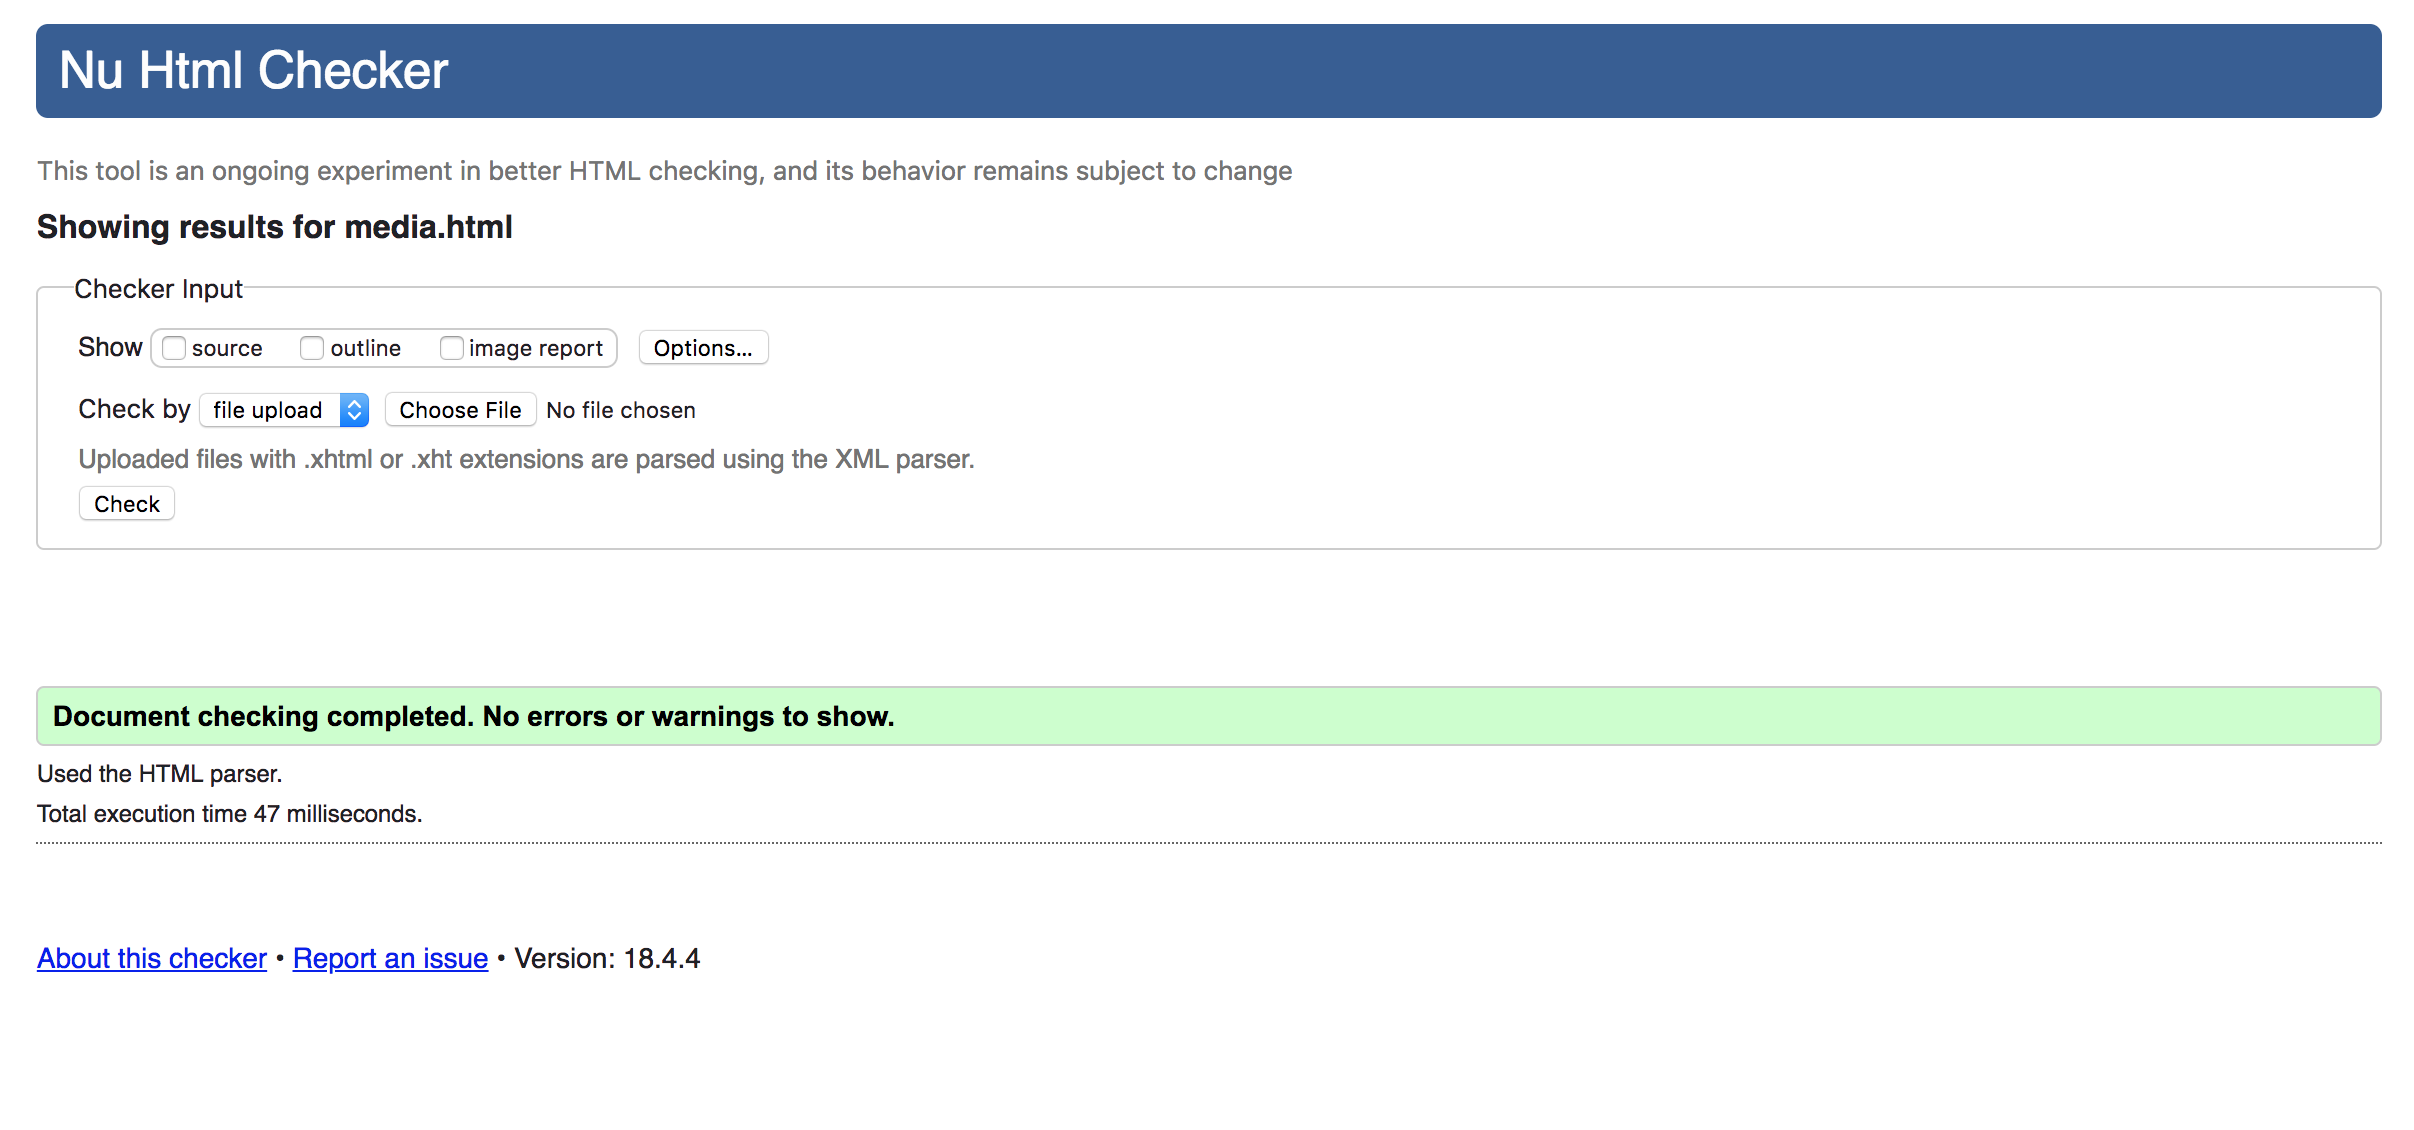 Nu Html Checker
This tool is an ongoing experiment in better HTML checking, and its behavior remains subject to change
Showing results for media.html
Checker Input
Show source outline image report Options...
Check by file upload Choose File No file chosen
Uploaded files with .xhtml or .xht extensions are parsed using the XML parser.
Check
Document checking completed. No errors or warnings to show.
Used the HTML parser.
Total execution time 47 milliseconds.
About this checker • Report an issue • Version: 18.4.4